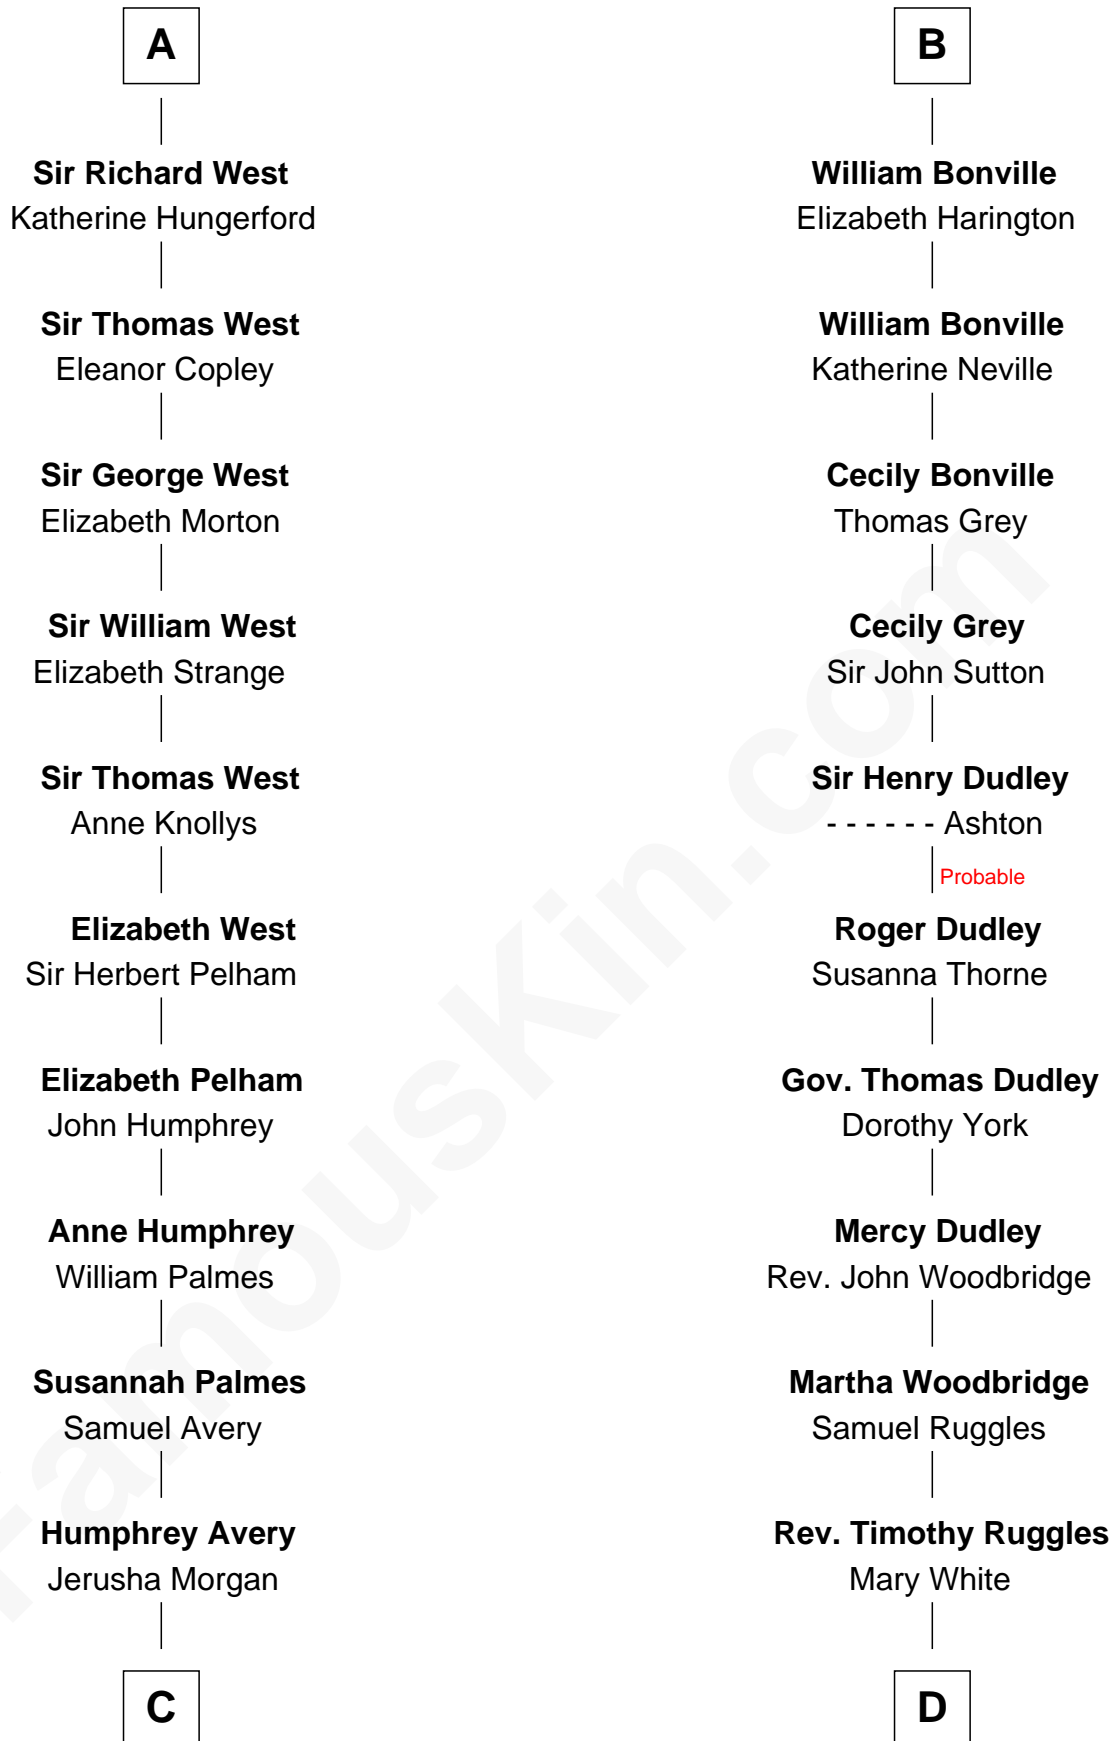 A
Sir Richard West
Katherine Hungerford
Sir Thomas West
Eleanor Copley
Sir George West
Elizabeth Morton
Sir William West
Elizabeth Strange
Sir Thomas West
Anne Knollys
Elizabeth West
Sir Herbert Pelham
Elizabeth Pelham
John Humphrey
Anne Humphrey
William Palmes
Susannah Palmes
Samuel Avery
Humphrey Avery
Jerusha Morgan
C
B
William Bonville
Elizabeth Harington
William Bonville
Katherine Neville
Cecily Bonville
Thomas Grey
Cecily Grey
Sir John Sutton
Sir Henry Dudley
- - - - - - Ashton
Probable
Roger Dudley
Susanna Thorne
Gov. Thomas Dudley
Dorothy York
Mercy Dudley
Rev. John Woodbridge
Martha Woodbridge
Samuel Ruggles
Rev. Timothy Ruggles
Mary White
D
FamousKin.com